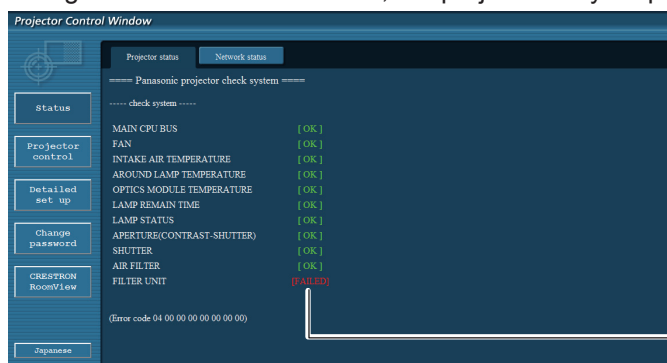 Projector Control Window
Projector status
Network status
==== Panasonic projector check system ====
Status
----- check system -----
MAIN CPU BUS [ OK ]
FAN [ OK ]
Projector
control
INTAKE AIR TEMPERATURE [ OK ]
AROUND LAMP TEMPERATURE [ OK ]
OPTICS MODULE TEMPERATURE [ OK ]
Detailed
set up
LAMP REMAIN TIME [ OK ]
LAMP STATUS [ OK ]
APERTURE(CONTRAST-SHUTTER) [ OK ]
Change
password
SHUTTER [ OK ]
AIR FILTER [ OK ]
FILTER UNIT [FAILED]
CRESTRON
RoomView
(Error code 04 00 00 00 00 00 00 00)
Japanese